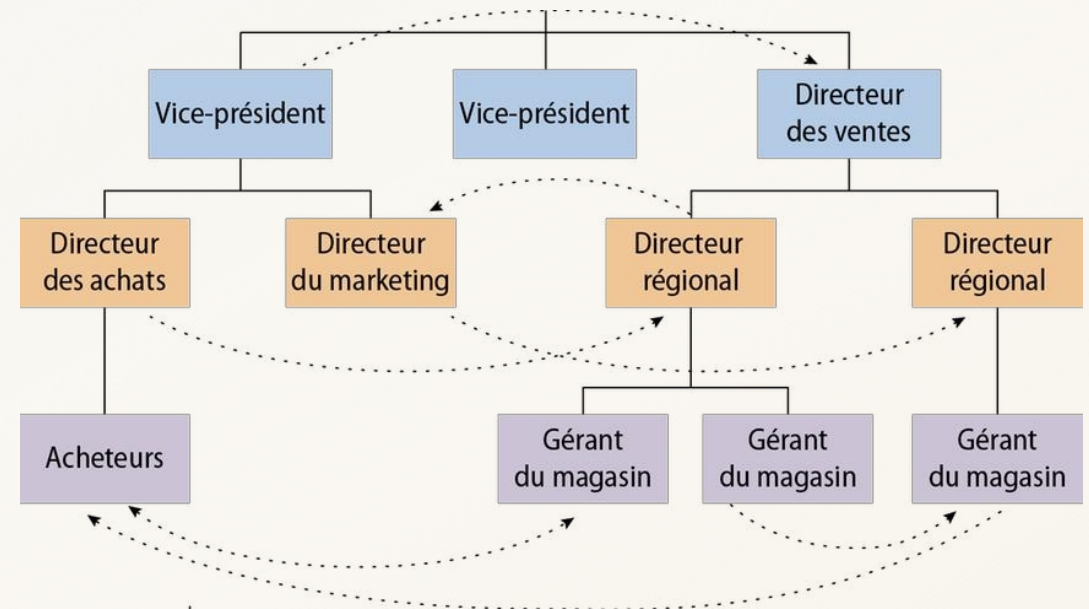 Vice-président
Vice-président
Directeur
des ventes
Directeur
des achats
Directeur
du marketing
Directeur
régional
Directeur
régional
Acheteurs
Gérant
du magasin
Gérant
du magasin
Gérant
du magasin